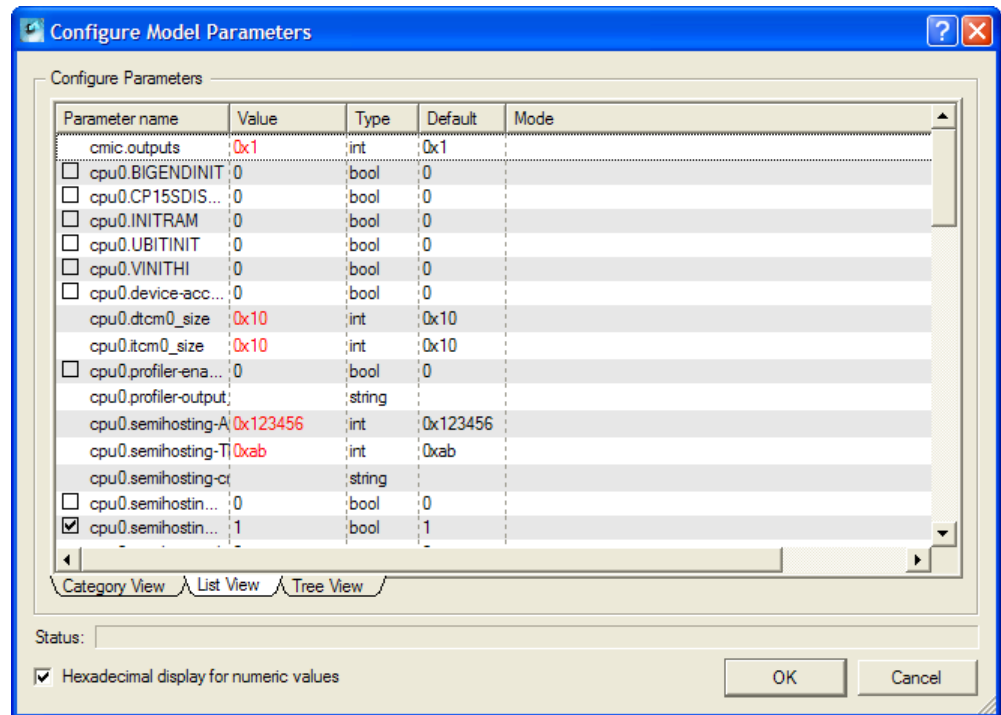 Configure Model Parameters
Configure Parameters
Parameter name Value Type Default Mode
cmic.outputs 0x1 int 0x1
cpu0.BIGENDINIT 0 bool 0
cpu0.CP15SDIS... 0 bool 0
cpu0.INITRAM 0 bool 0
cpu0.UBITINIT 0 bool 0
cpu0.VINITHI 0 bool 0
cpu0.device-acc... 0 bool 0
cpu0.dtcm0_size 0x10 int 0x10
cpu0.itcm0_size 0x10 int 0x10
cpu0.profiler-ena... 0 bool 0
cpu0.profiler-output string
cpu0.semihosting-A 0x123456 int 0x123456
cpu0.semihosting-T 0xab int 0xab
cpu0.semihosting-c string
cpu0.semihostin... 0 bool 0
cpu0.semihostin... 1 bool 1
Category View List View Tree View
Status:
Hexadecimal display for numeric values OK Cancel